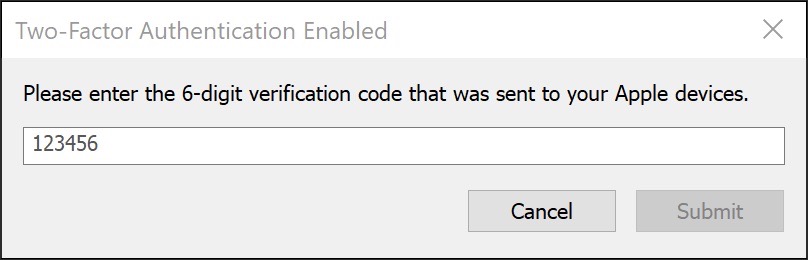 Two-Factor Authentication Enabled
Please enter the 6-digit verification code that was sent to your Apple devices.
123456
Cancel Submit